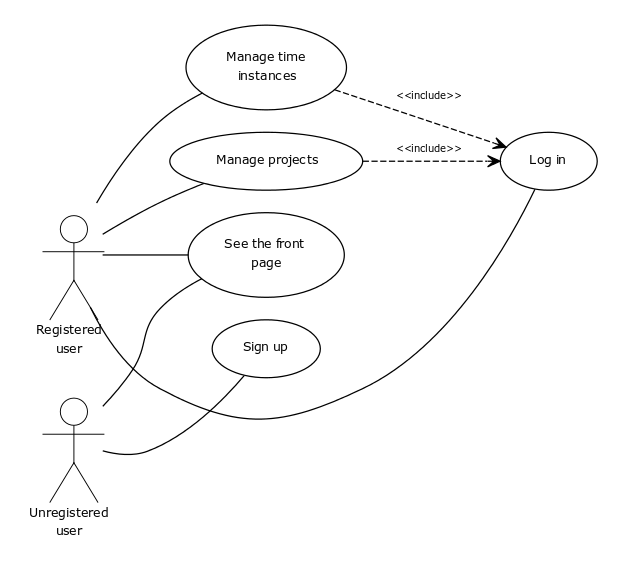 Manage time
instances
<<include>>
<<include>>
Manage projects
Log in
See the front
page
Registered
user
Sign up
Unregistered
user